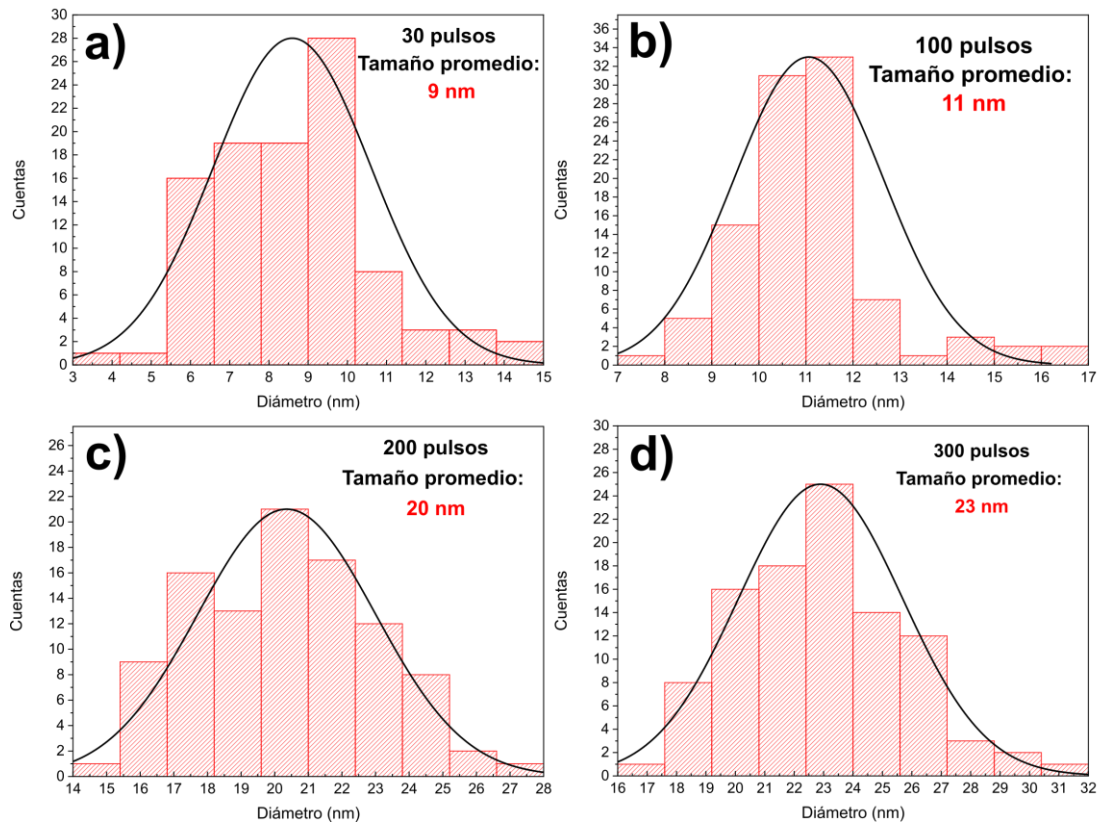 a)
30 pulsos
Tamaño promedio:
9 nm
30
28
26
24
22
20
18
16
14
12
10
8
6
4
2
0
Cuentas
3 4 5 6 7 8 9 10 11 12 13 14 15
Diámetro (nm)
b)
100 pulsos
Tamaño promedio:
11 nm
36
34
32
30
28
26
24
22
20
18
16
14
12
10
8
6
4
2
0
Cuentas
7 8 9 10 11 12 13 14 15 16 17
Diámetro (nm)
c)
200 pulsos
Tamaño promedio:
20 nm
26
24
22
20
18
16
14
12
10
8
6
4
2
0
Cuentas
14 15 16 17 18 19 20 21 22 23 24 25 26 27 28
Diámetro (nm)
d)
300 pulsos
Tamaño promedio:
23 nm
30
28
26
24
22
20
18
16
14
12
10
8
6
4
2
0
Cuentas
16 17 18 19 20 21 22 23 24 25 26 27 28 29 30 31 32
Diámetro (nm)